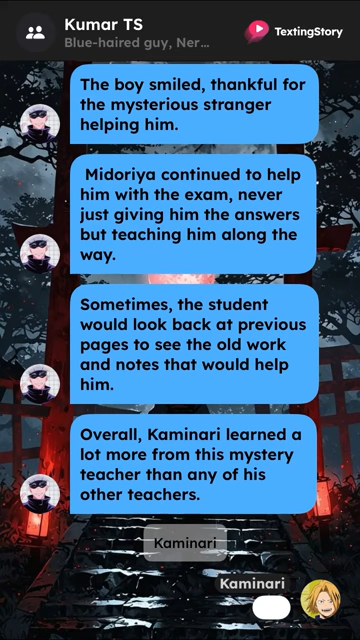 Kumar TS
Blue-haired guy, Ner...
TextingStory
The boy smiled, thankful for
the mysterious stranger
helping him.
Midoriya continued to help
him with the exam, never
just giving him the answers
but teaching him along the
way.
Sometimes, the student
would look back at previous
pages to see the old work
and notes that would help
him.
Overall, Kaminari learned a
lot more from this mystery
teacher than any of his
other teachers.
Kaminari
Kaminari